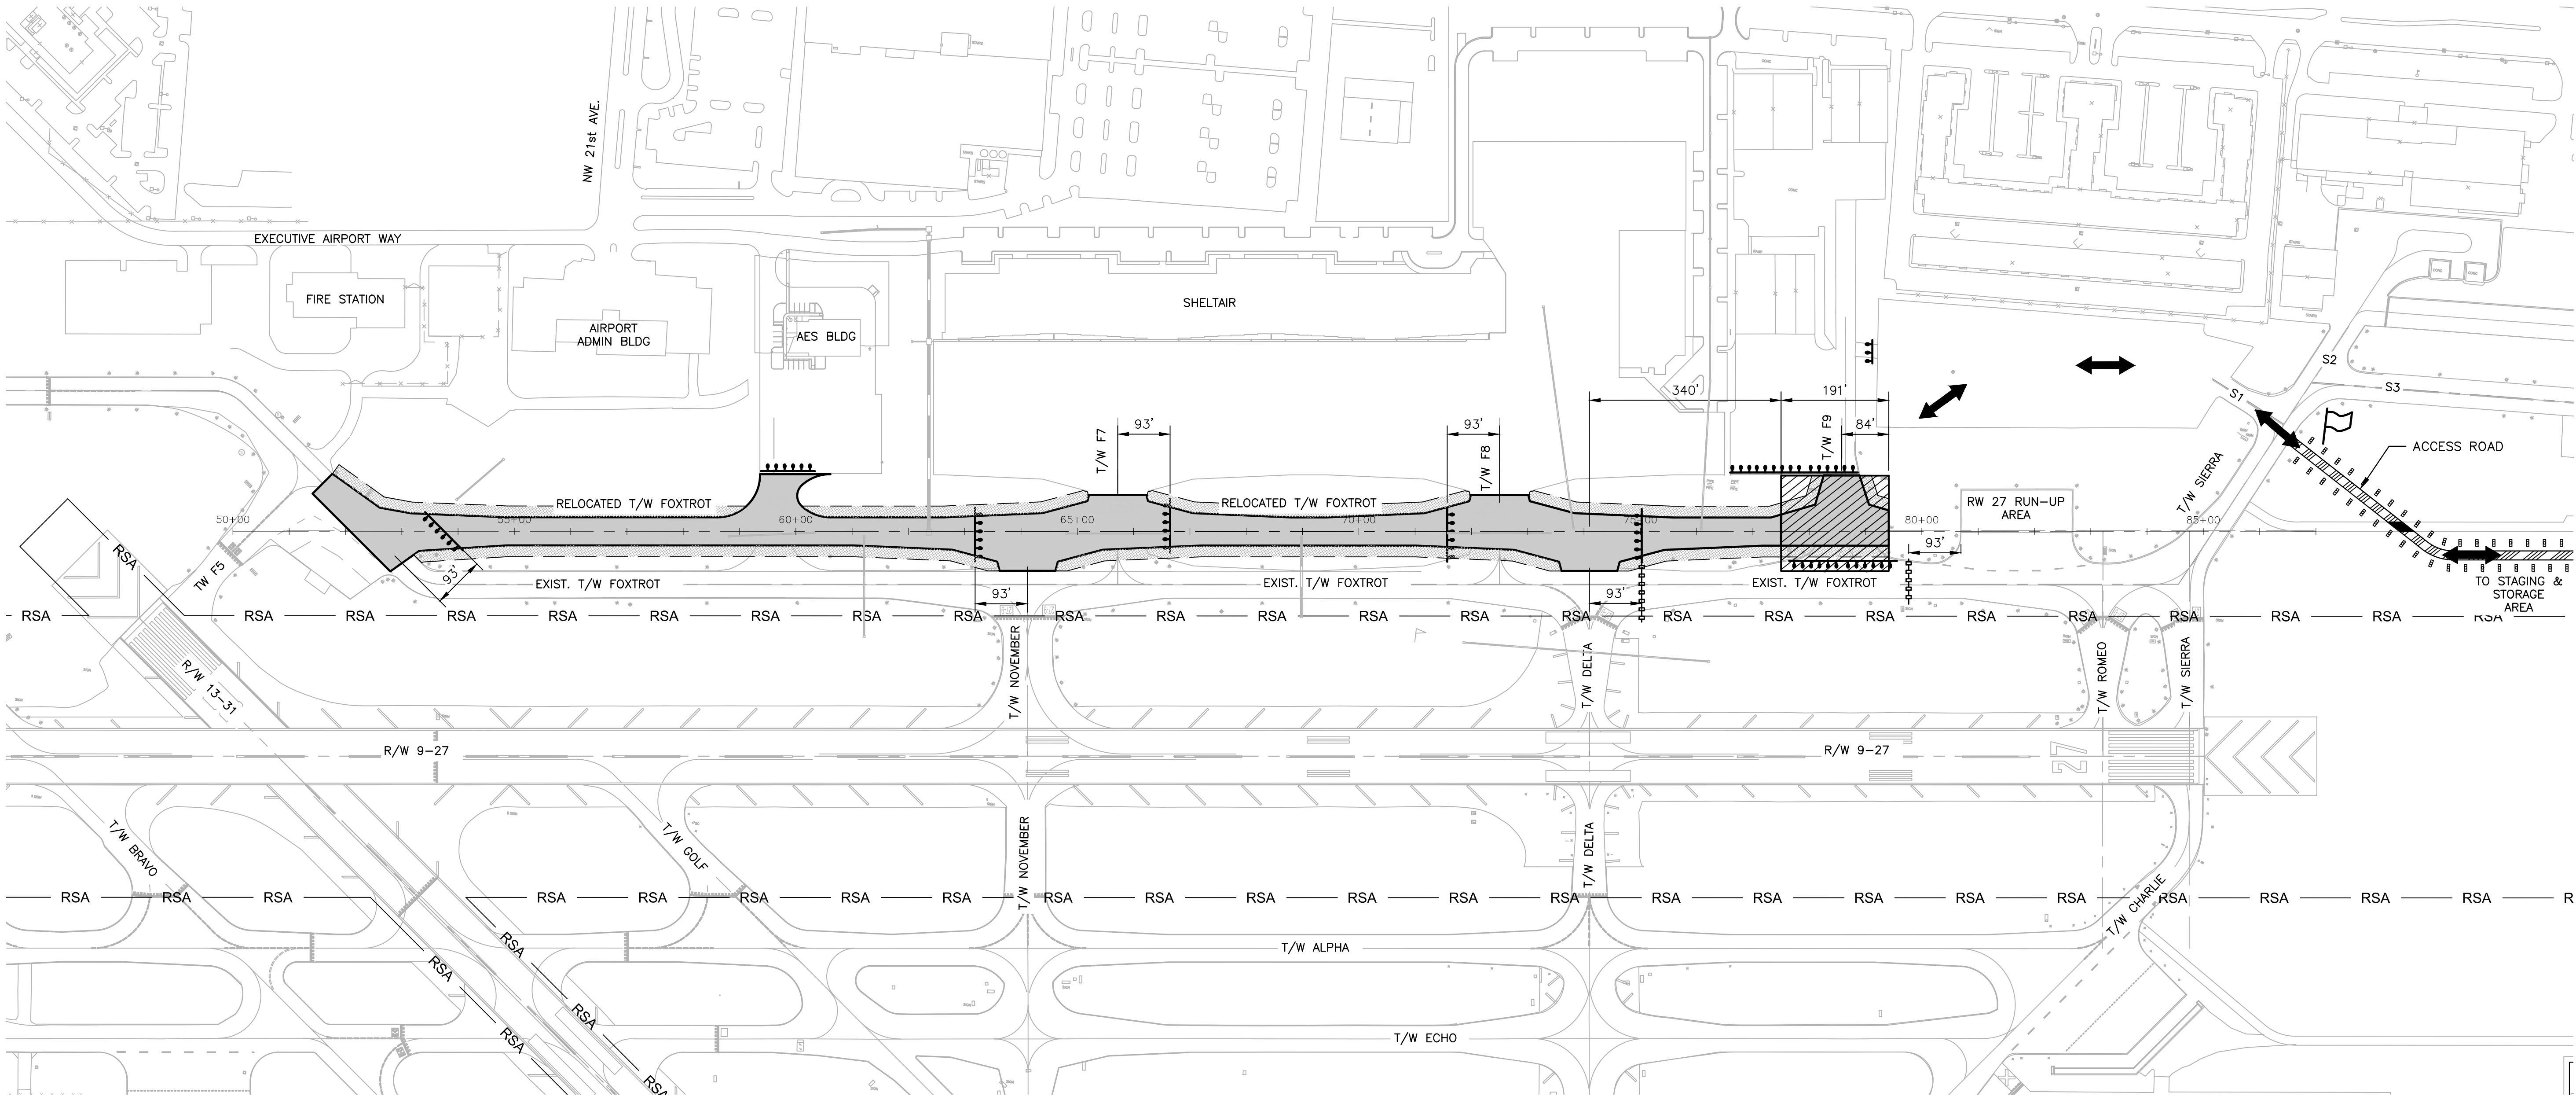 NW 21st AVE.
EXECUTIVE AIRPORT WAY
FIRE STATION
AIRPORT
ADMIN BLDG
AES BLDG
SHELTAIR
S2
S3
S1
340'
191'
84'
93'
T/W F7
93'
T/W F8
T/W F9
ACCESS ROAD
T/W SIERRA
RELOCATED T/W FOXTROT
RELOCATED T/W FOXTROT
RW 27 RUN-UP
AREA
50+00
55+00
60+00
65+00
70+00
75+00
80+00
85+00
93'
93'
TW F5
EXIST. T/W FOXTROT
EXIST. T/W FOXTROT
EXIST. T/W FOXTROT
TO STAGING &
STORAGE
AREA
93'
93'
RSA
RSA RSA RSA RSA RSA RSA RSA RSA RSA RSA RSA RSA RSA RSA RSA RSA RSA RSA RSA RSA RSA RSA RSA RSA RSA
R/W 13-31
T/W NOVEMBER
T/W DELTA
T/W ROMEO
T/W SIERRA
R/W 9-27
R/W 9-27
27
T/W BRAVO
T/W GOLF
T/W NOVEMBER
T/W DELTA
T/W CHARLIE
RSA RSA RSA RSA RSA RSA RSA RSA RSA RSA RSA RSA RSA RSA RSA RSA RSA RSA RSA RSA RSA RSA RSA RSA
T/W ALPHA
RSA
RSA
RSA
RSA
RSA
T/W ECHO